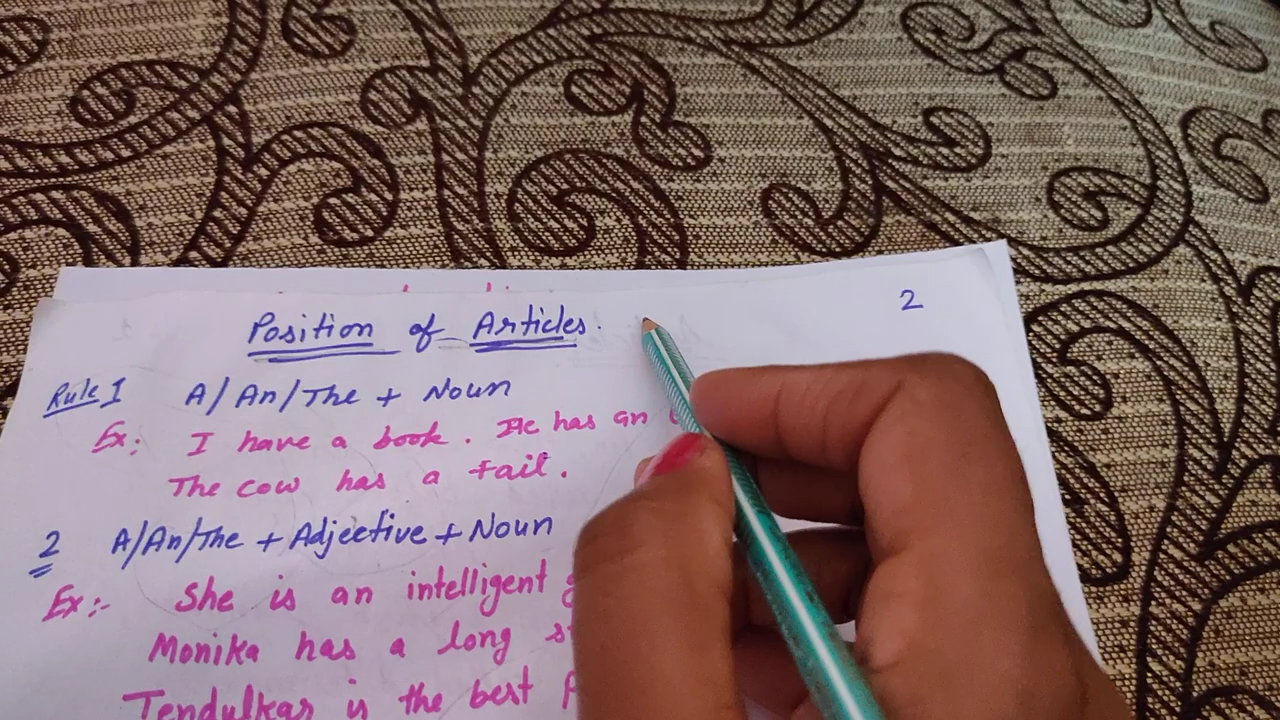 Position of Articles. 2
Rule 1 A/An/The + Noun
Ex: I have a book. He has an
The cow has a tail.
2 A/An/The + Adjective + Noun
Ex:- She is an intelligent
Monika has a long
Tendulkar is the best